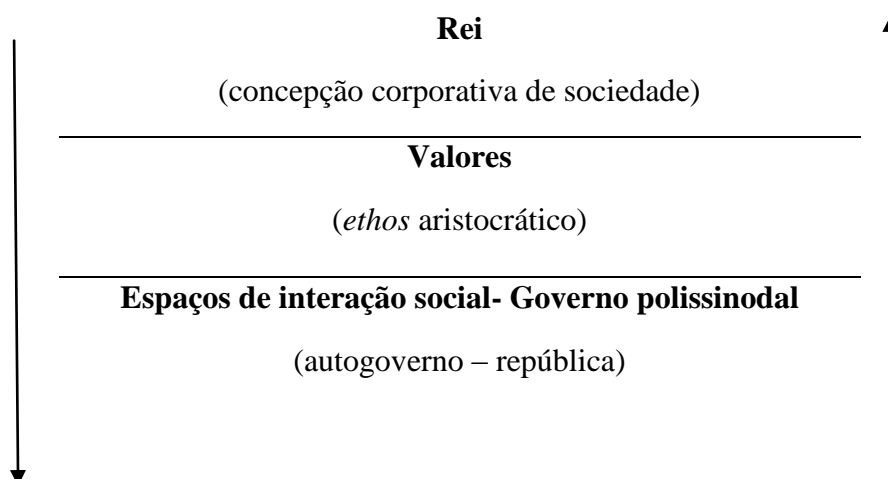 Rei
(concepção corporativa de sociedade)
Valores
(ethos aristocrático)
Espaços de interação social- Governo polissinodal
(autogoverno – república)